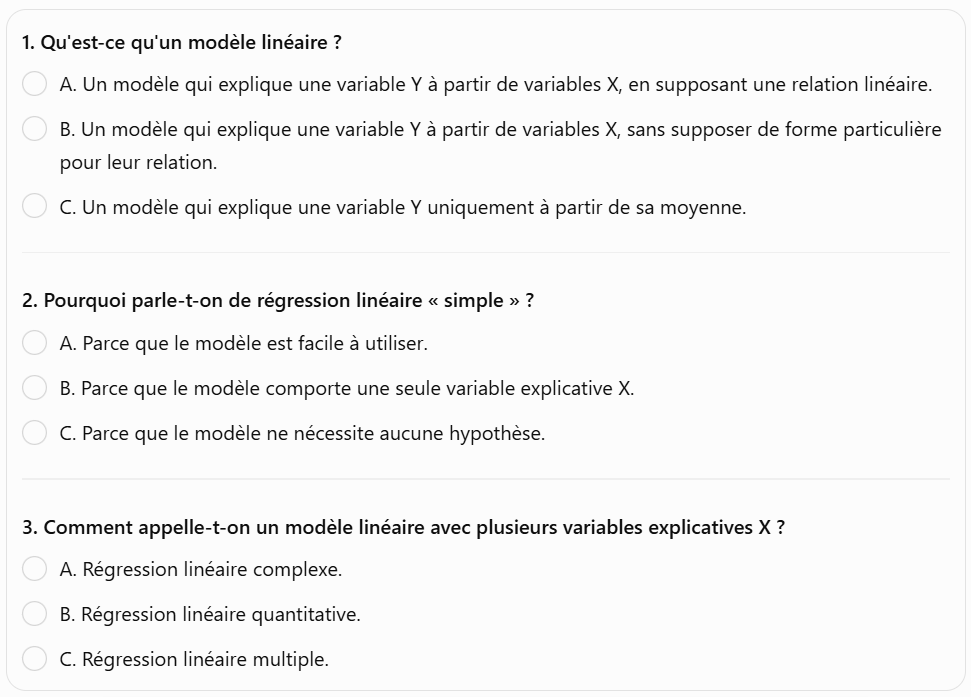 1. Qu'est-ce qu'un modèle linéaire ?
A. Un modèle qui explique une variable Y à partir de variables X, en supposant une relation linéaire.
B. Un modèle qui explique une variable Y à partir de variables X, sans supposer de forme particulière
pour leur relation.
C. Un modèle qui explique une variable Y uniquement à partir de sa moyenne.
2. Pourquoi parle-t-on de régression linéaire « simple » ?
A. Parce que le modèle est facile à utiliser.
B. Parce que le modèle comporte une seule variable explicative X.
C. Parce que le modèle ne nécessite aucune hypothèse.
3. Comment appelle-t-on un modèle linéaire avec plusieurs variables explicatives X ?
A. Régression linéaire complexe.
B. Régression linéaire quantitative.
C. Régression linéaire multiple.